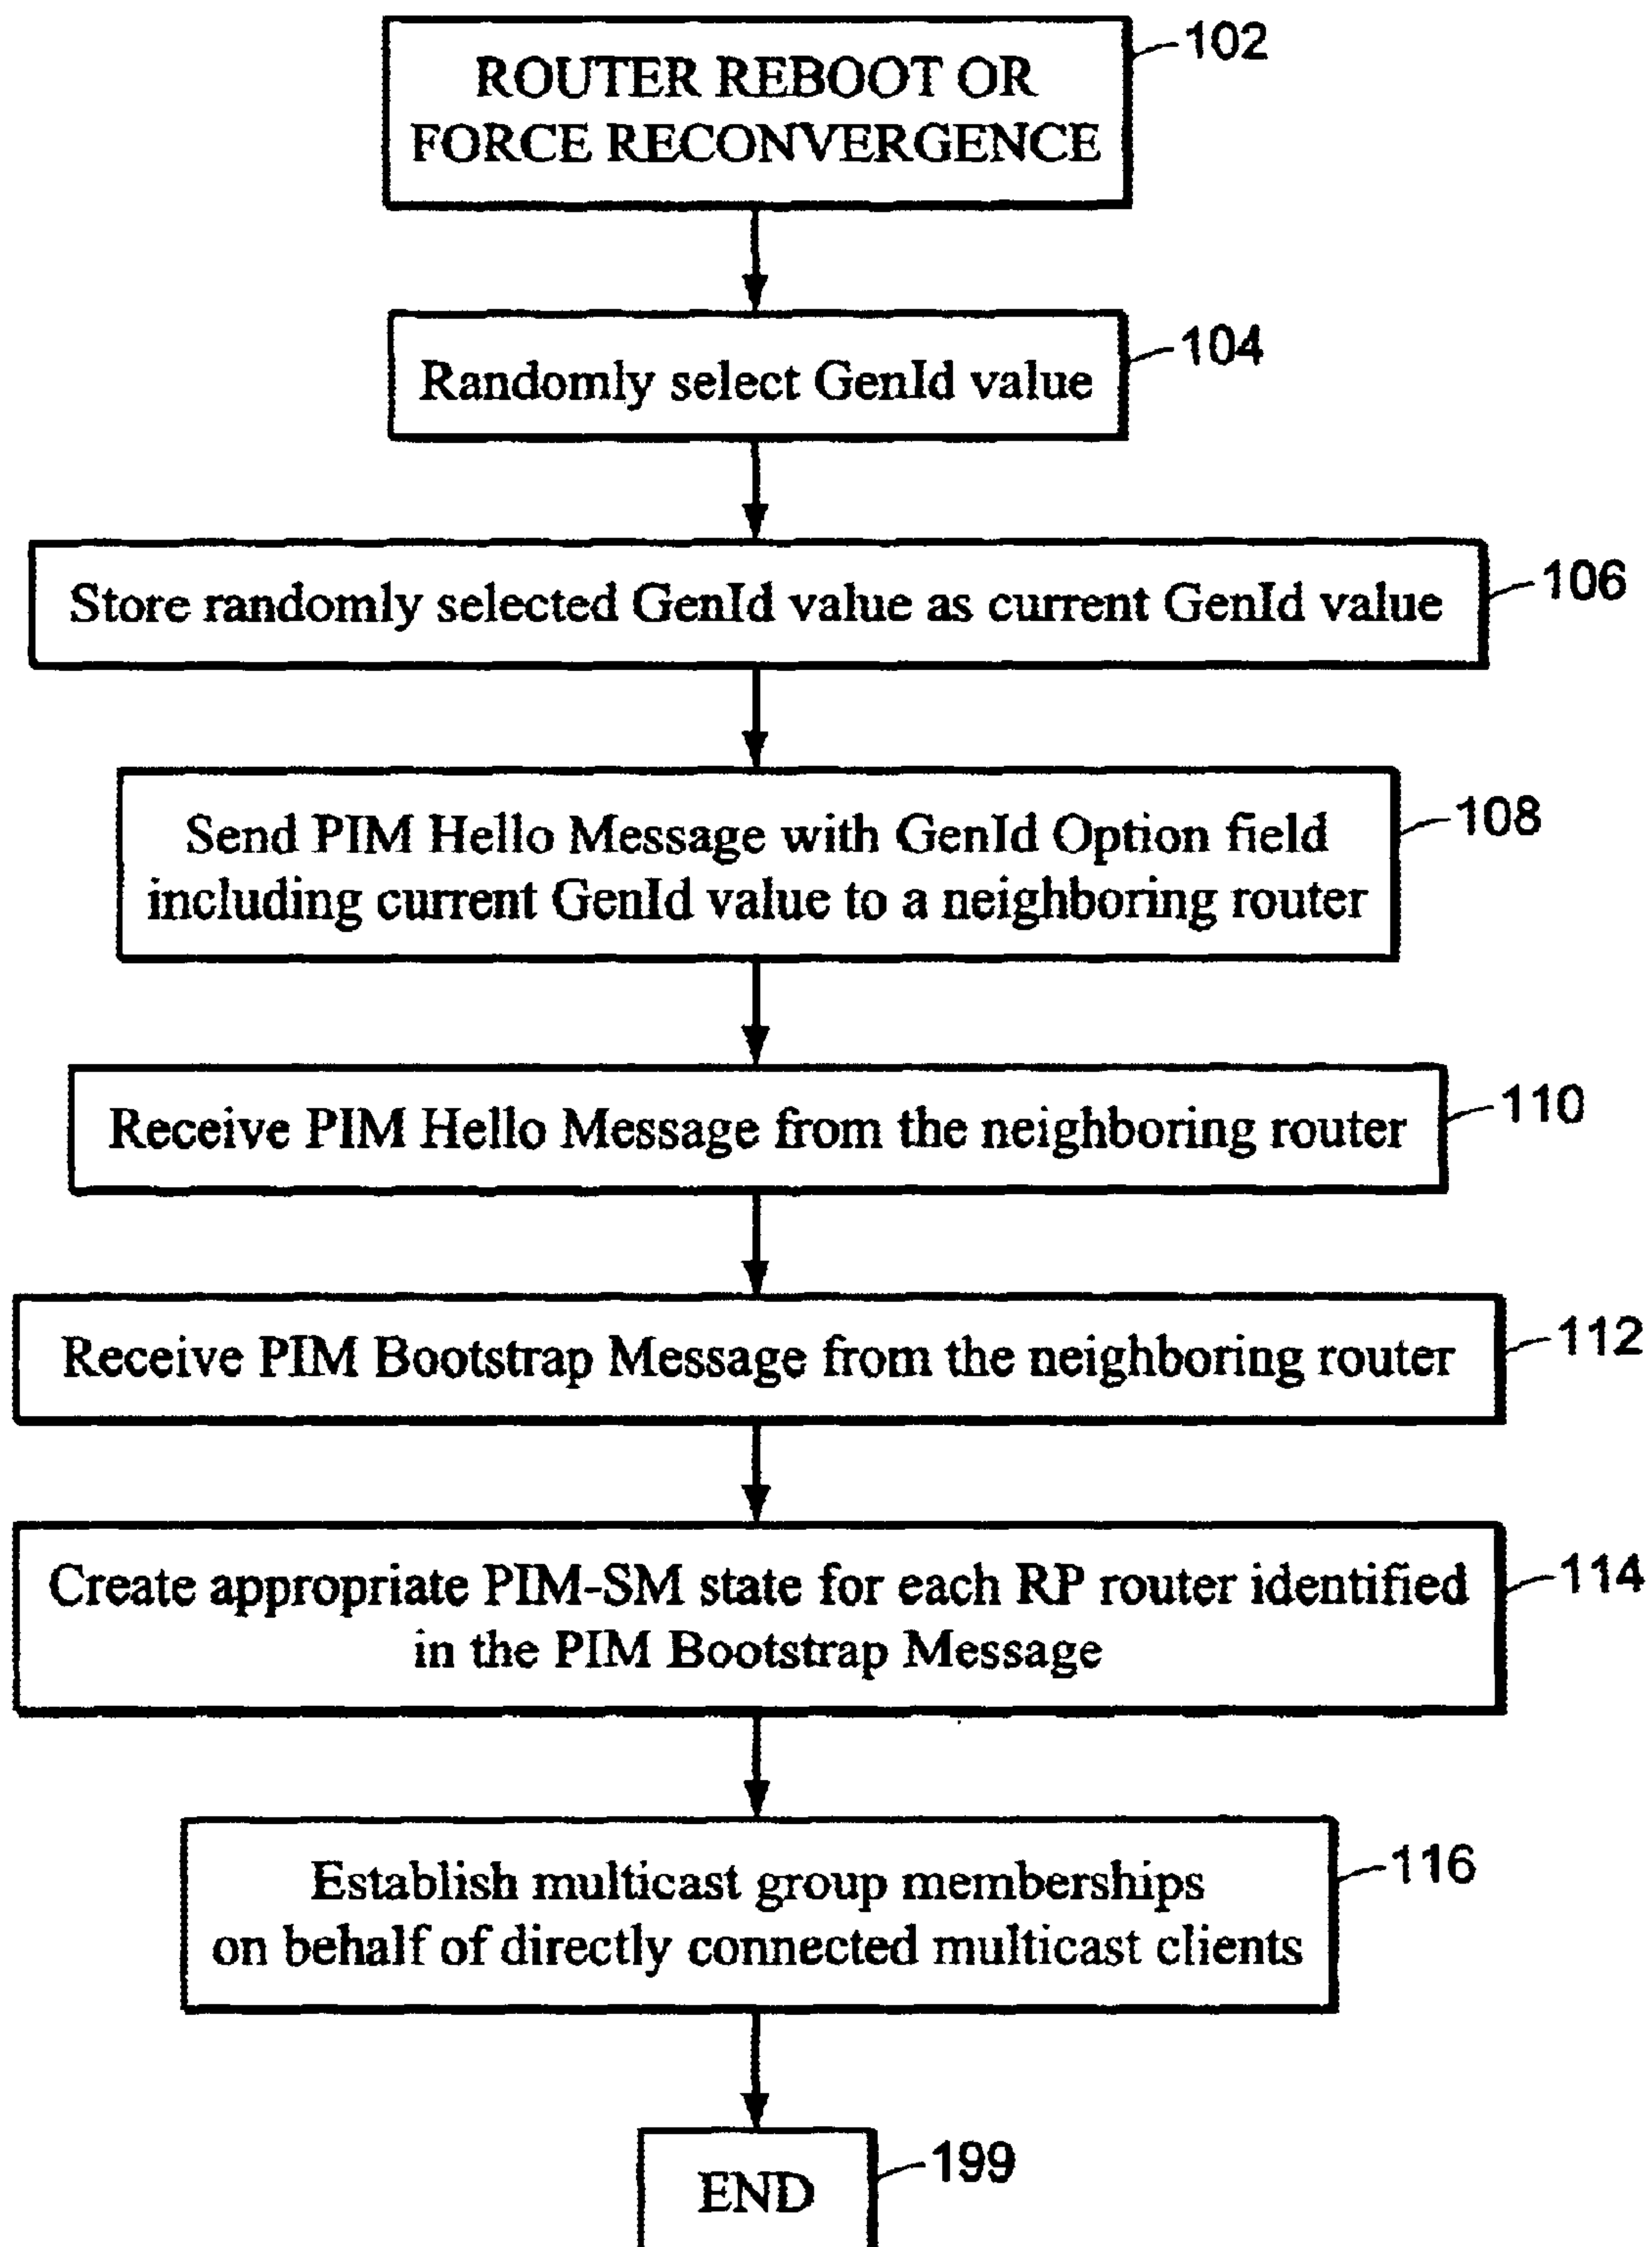 ROUTER REBOOT OR
FORCE RECONVERGENCE
102
Randomly select GenId value
104
Store randomly selected GenId value as current GenId value
106
Send PIM Hello Message with GenId Option field
including current GenId value to a neighboring router
108
Receive PIM Hello Message from the neighboring router
110
Receive PIM Bootstrap Message from the neighboring router
112
Create appropriate PIM-SM state for each RP router identified
in the PIM Bootstrap Message
114
Establish multicast group memberships
on behalf of directly connected multicast clients
116
END
199